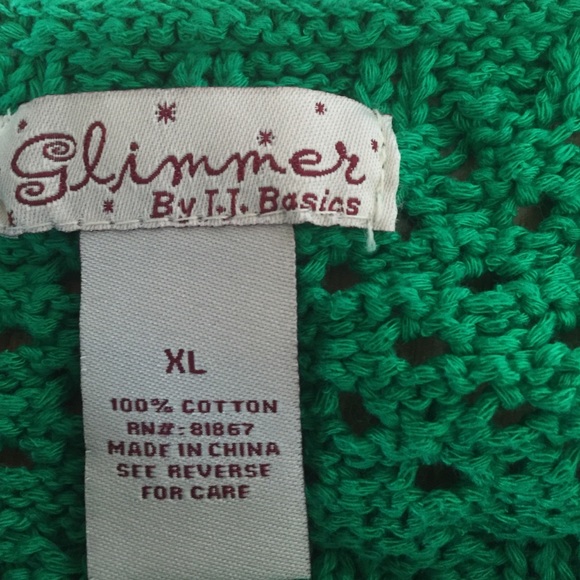 Glimmer
By I.J. Basics
XL
100% COTTON
RN#: 81867
MADE IN CHINA
SEE REVERSE
FOR CARE